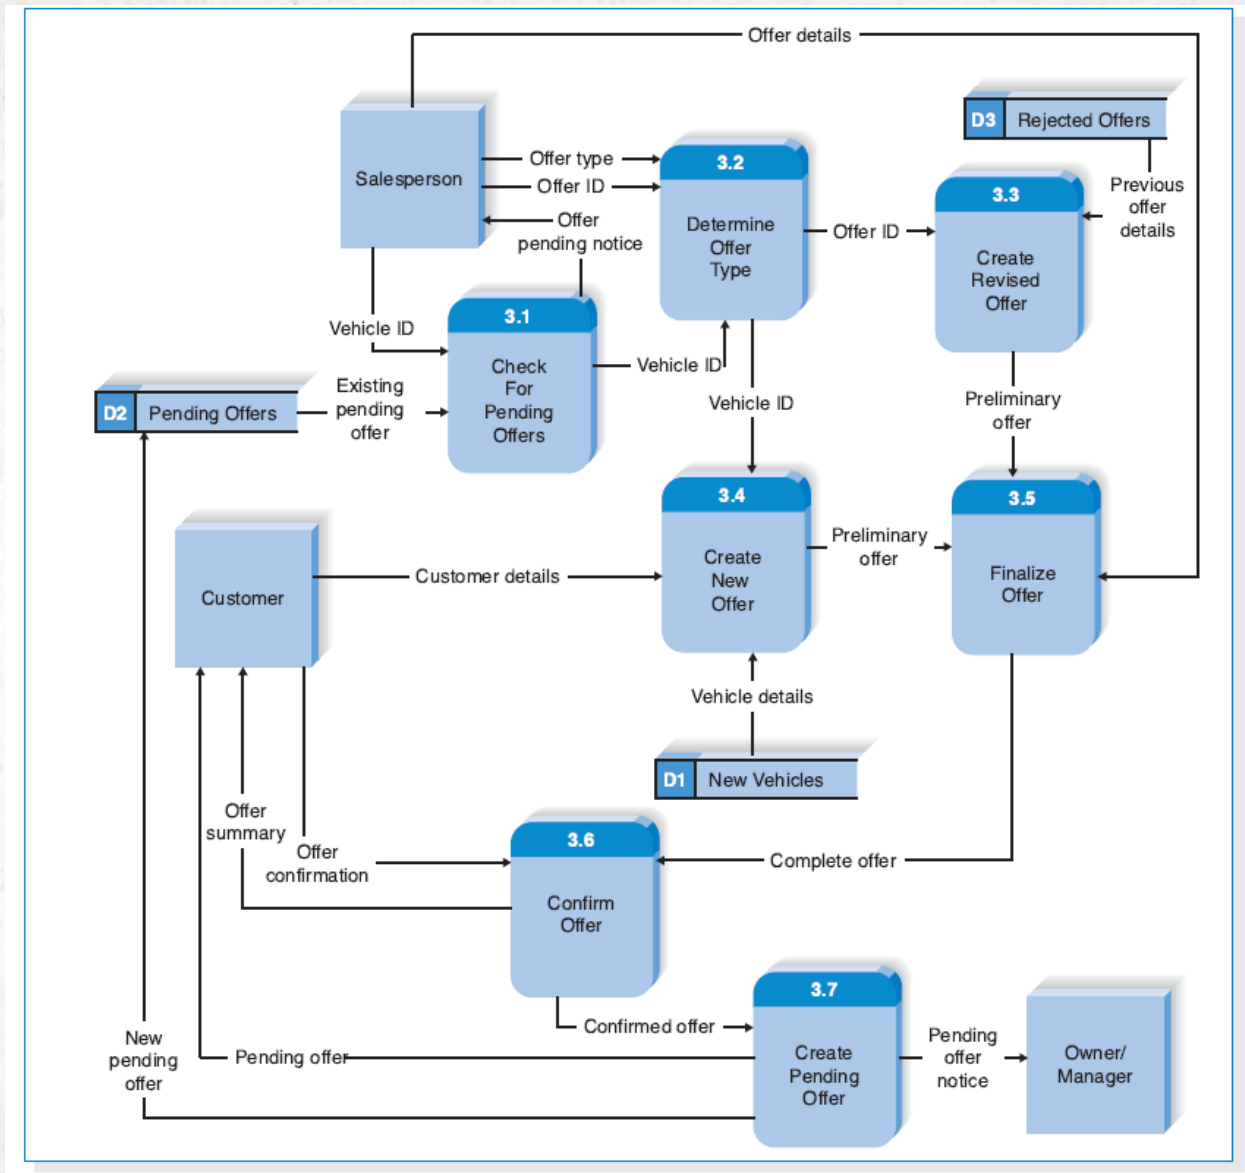 Offer details
D3 Rejected Offers
Salesperson
Offer type
Offer ID
Offer
pending notice
3.2
Determine
Offer
Type
Offer ID
3.3
Create
Revised
Offer
Previous
offer
details
Vehicle ID
3.1
Check
For
Pending
Offers
Vehicle ID
D2 Pending Offers
Existing
pending
offer
Vehicle ID
Preliminary
offer
Customer
Customer details
3.4
Create
New
Offer
Preliminary
offer
3.5
Finalize
Offer
Vehicle details
D1 New Vehicles
Offer
summary
Offer
confirmation
3.6
Confirm
Offer
Complete offer
Confirmed offer
3.7
Create
Pending
Offer
New
pending
offer
Pending offer
Pending
offer
notice
Owner/
Manager